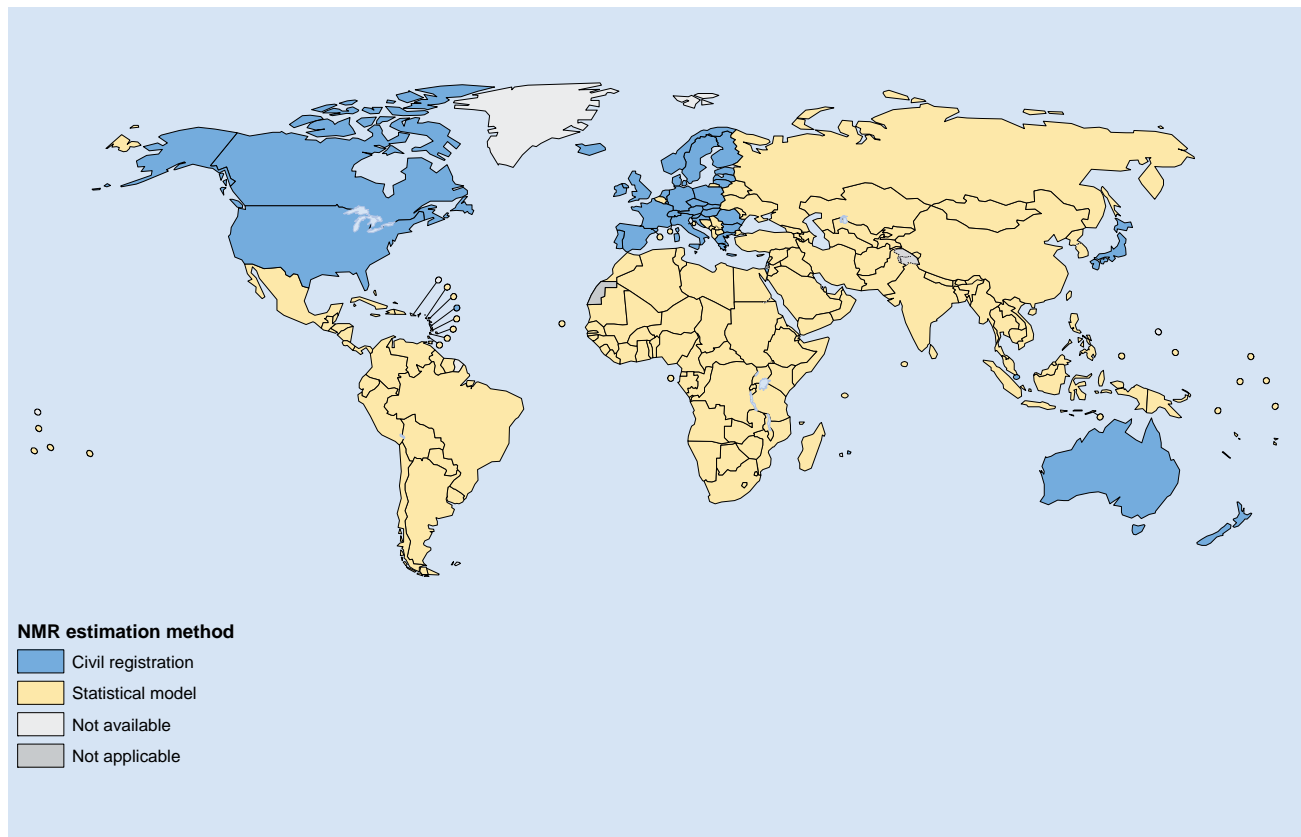 NMR estimation method
Civil registration
Statistical model
Not available
Not applicable